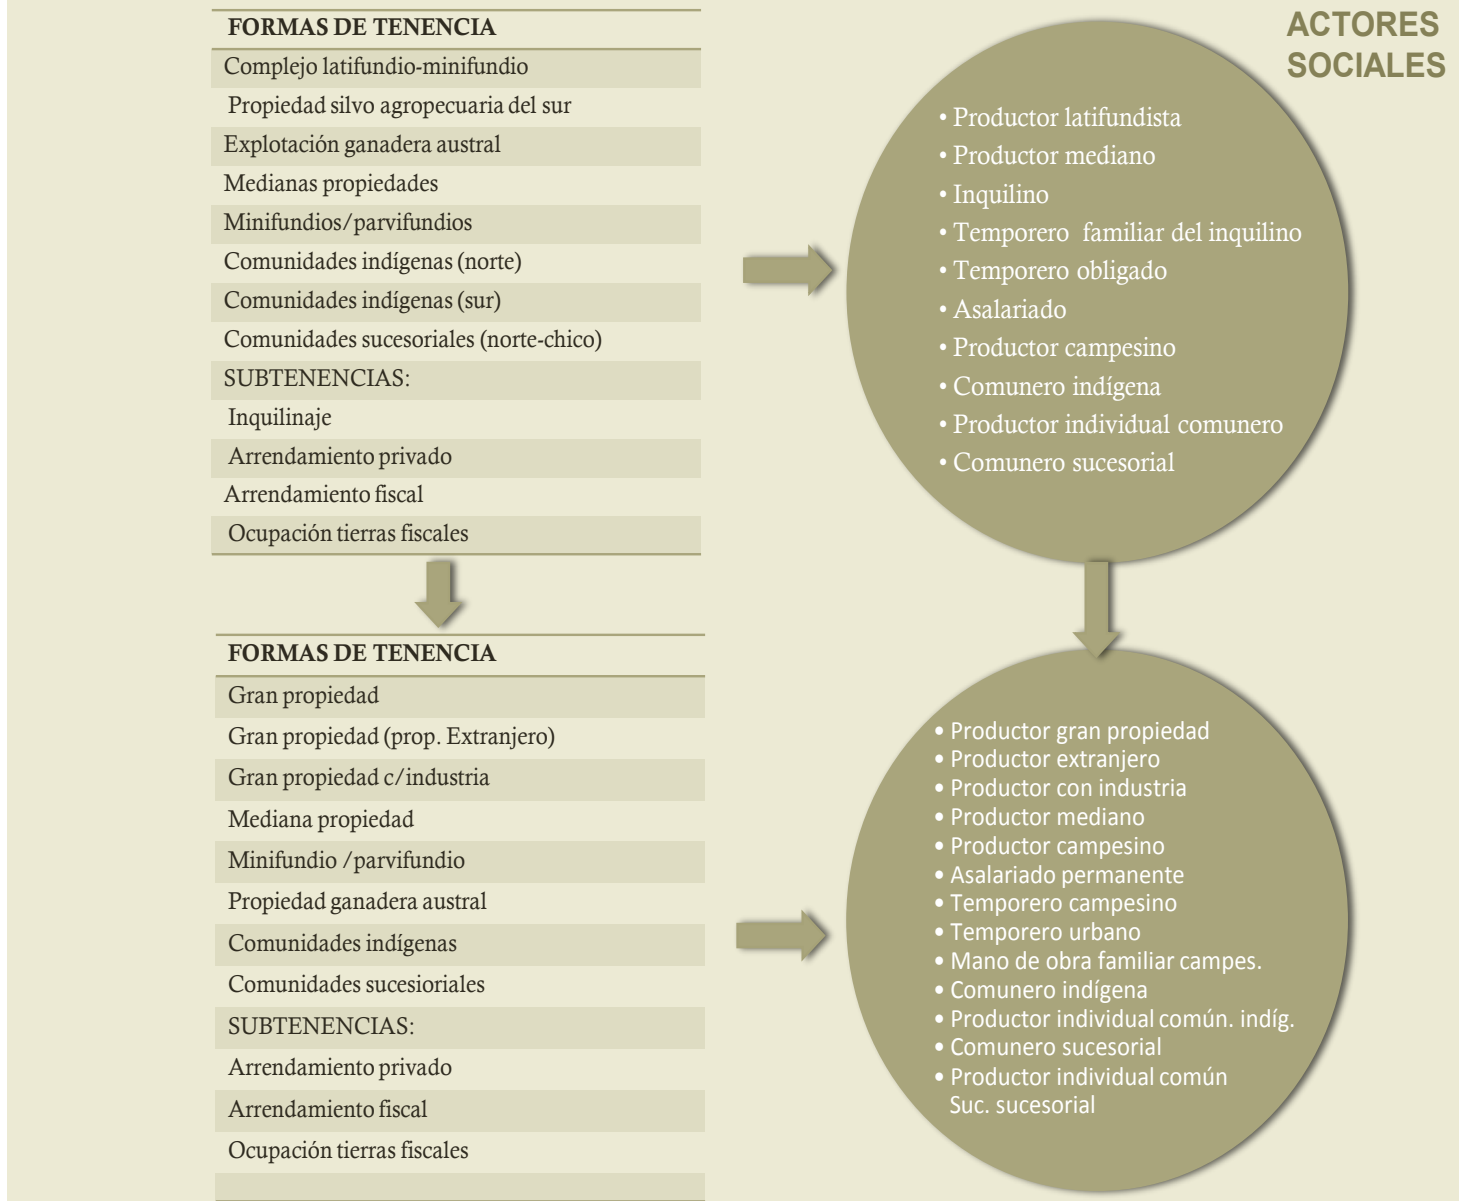 FORMAS DE TENENCIA
Complejo latifundio-minifundio
Propiedad silvo agropecuaria del sur
Explotación ganadera austral
Medianas propiedades
Minifundios/parvifundios
Comunidades indígenas (norte)
Comunidades indígenas (sur)
Comunidades sucesoriales (norte-chico)
SUBTENENCIAS:
Inquilinaje
Arrendamiento privado
Arrendamiento fiscal
Ocupación tierras fiscales
ACTORES
SOCIALES
• Productor latifundista
• Productor mediano
• Inquilino
• Temporero familiar del inquilino
• Temporero obligado
• Asalariado
• Productor campesino
• Comunero indígena
• Productor individual comunero
• Comunero sucesorial
FORMAS DE TENENCIA
Gran propiedad
Gran propiedad (prop. Extranjero)
Gran propiedad c/industria
Mediana propiedad
Minifundio /parvifundio
Propiedad ganadera austral
Comunidades indígenas
Comunidades sucesioriales
SUBTENENCIAS:
Arrendamiento privado
Arrendamiento fiscal
Ocupación tierras fiscales
• Productor gran propiedad
• Productor extranjero
• Productor con industria
• Productor mediano
• Productor campesino
• Asalariado permanente
• Temporero campesino
• Temporero urbano
• Mano de obra familiar campes.
• Comunero indígena
• Productor individual común. indíg.
• Comunero sucesorial
• Productor individual común
Suc. sucesorial